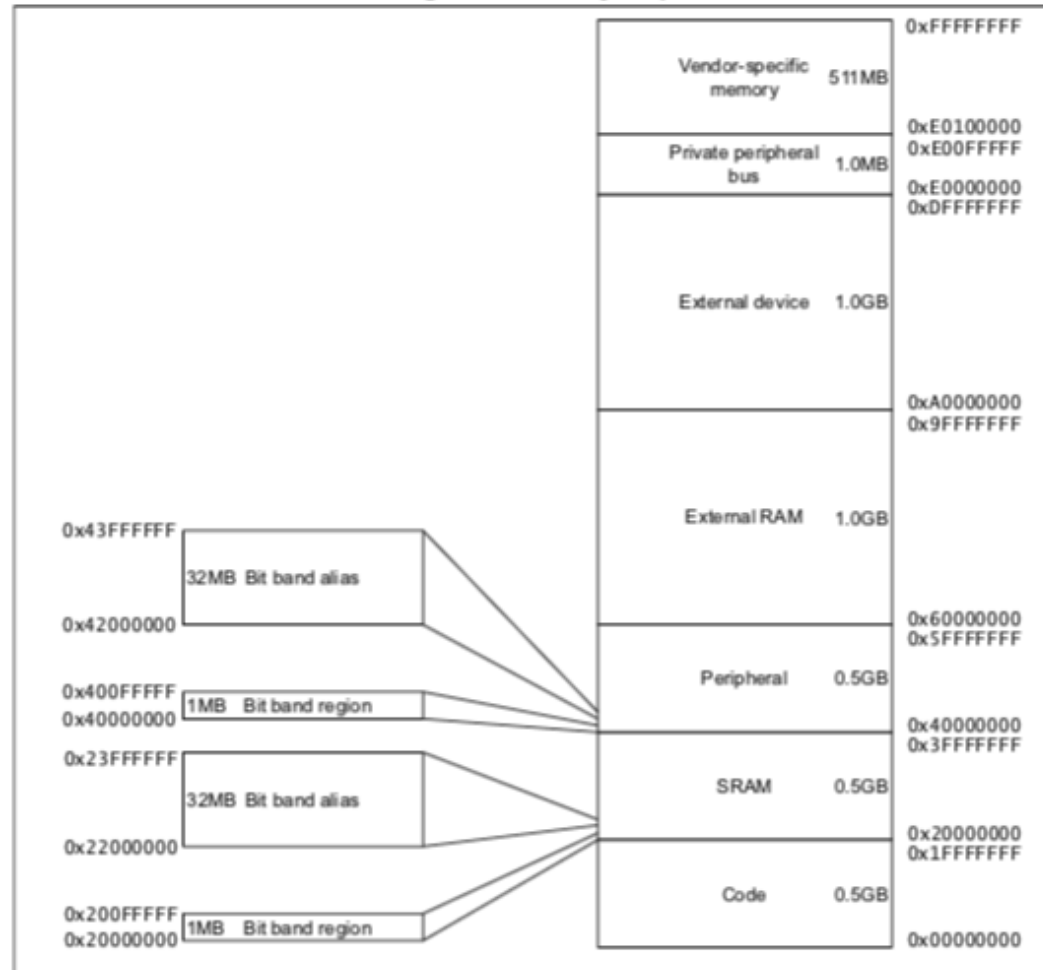 0xFFFFFFFF
Vendor-specific
memory
511MB
0xE0100000
0xE00FFFFF
Private peripheral
bus
1.0MB
0xE0000000
0xDFFFFFFF
External device 1.0GB
0xA0000000
0x9FFFFFFF
External RAM 1.0GB
0x60000000
0x5FFFFFFF
Peripheral 0.5GB
0x40000000
0x3FFFFFFF
SRAM 0.5GB
0x20000000
0x1FFFFFFF
Code 0.5GB
0x00000000
0x43FFFFFF
32MB Bit band alias
0x42000000
0x400FFFFF
1MB Bit band region
0x40000000
0x23FFFFFF
32MB Bit band alias
0x22000000
0x200FFFFF
1MB Bit band region
0x20000000